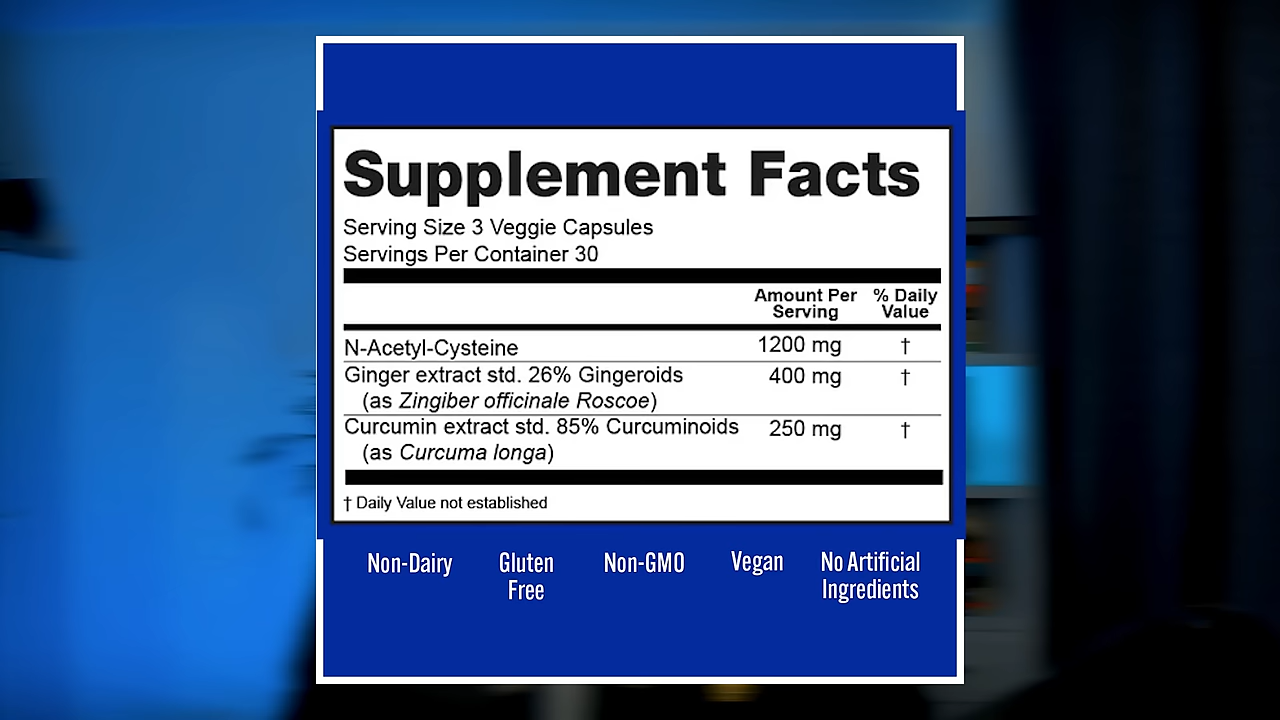 Supplement Facts
Serving Size 3 Veggie Capsules
Servings Per Container 30
Amount Per % Daily
Serving Value
N-Acetyl-Cysteine 1200 mg †
Ginger extract std. 26% Gingeroids 400 mg †
(as Zingiber officinale Roscoe)
Curcumin extract std. 85% Curcuminoids 250 mg †
(as Curcuma longa)
† Daily Value not established
Non-Dairy Gluten Non-GMO Vegan No Artificial
Free Ingredients